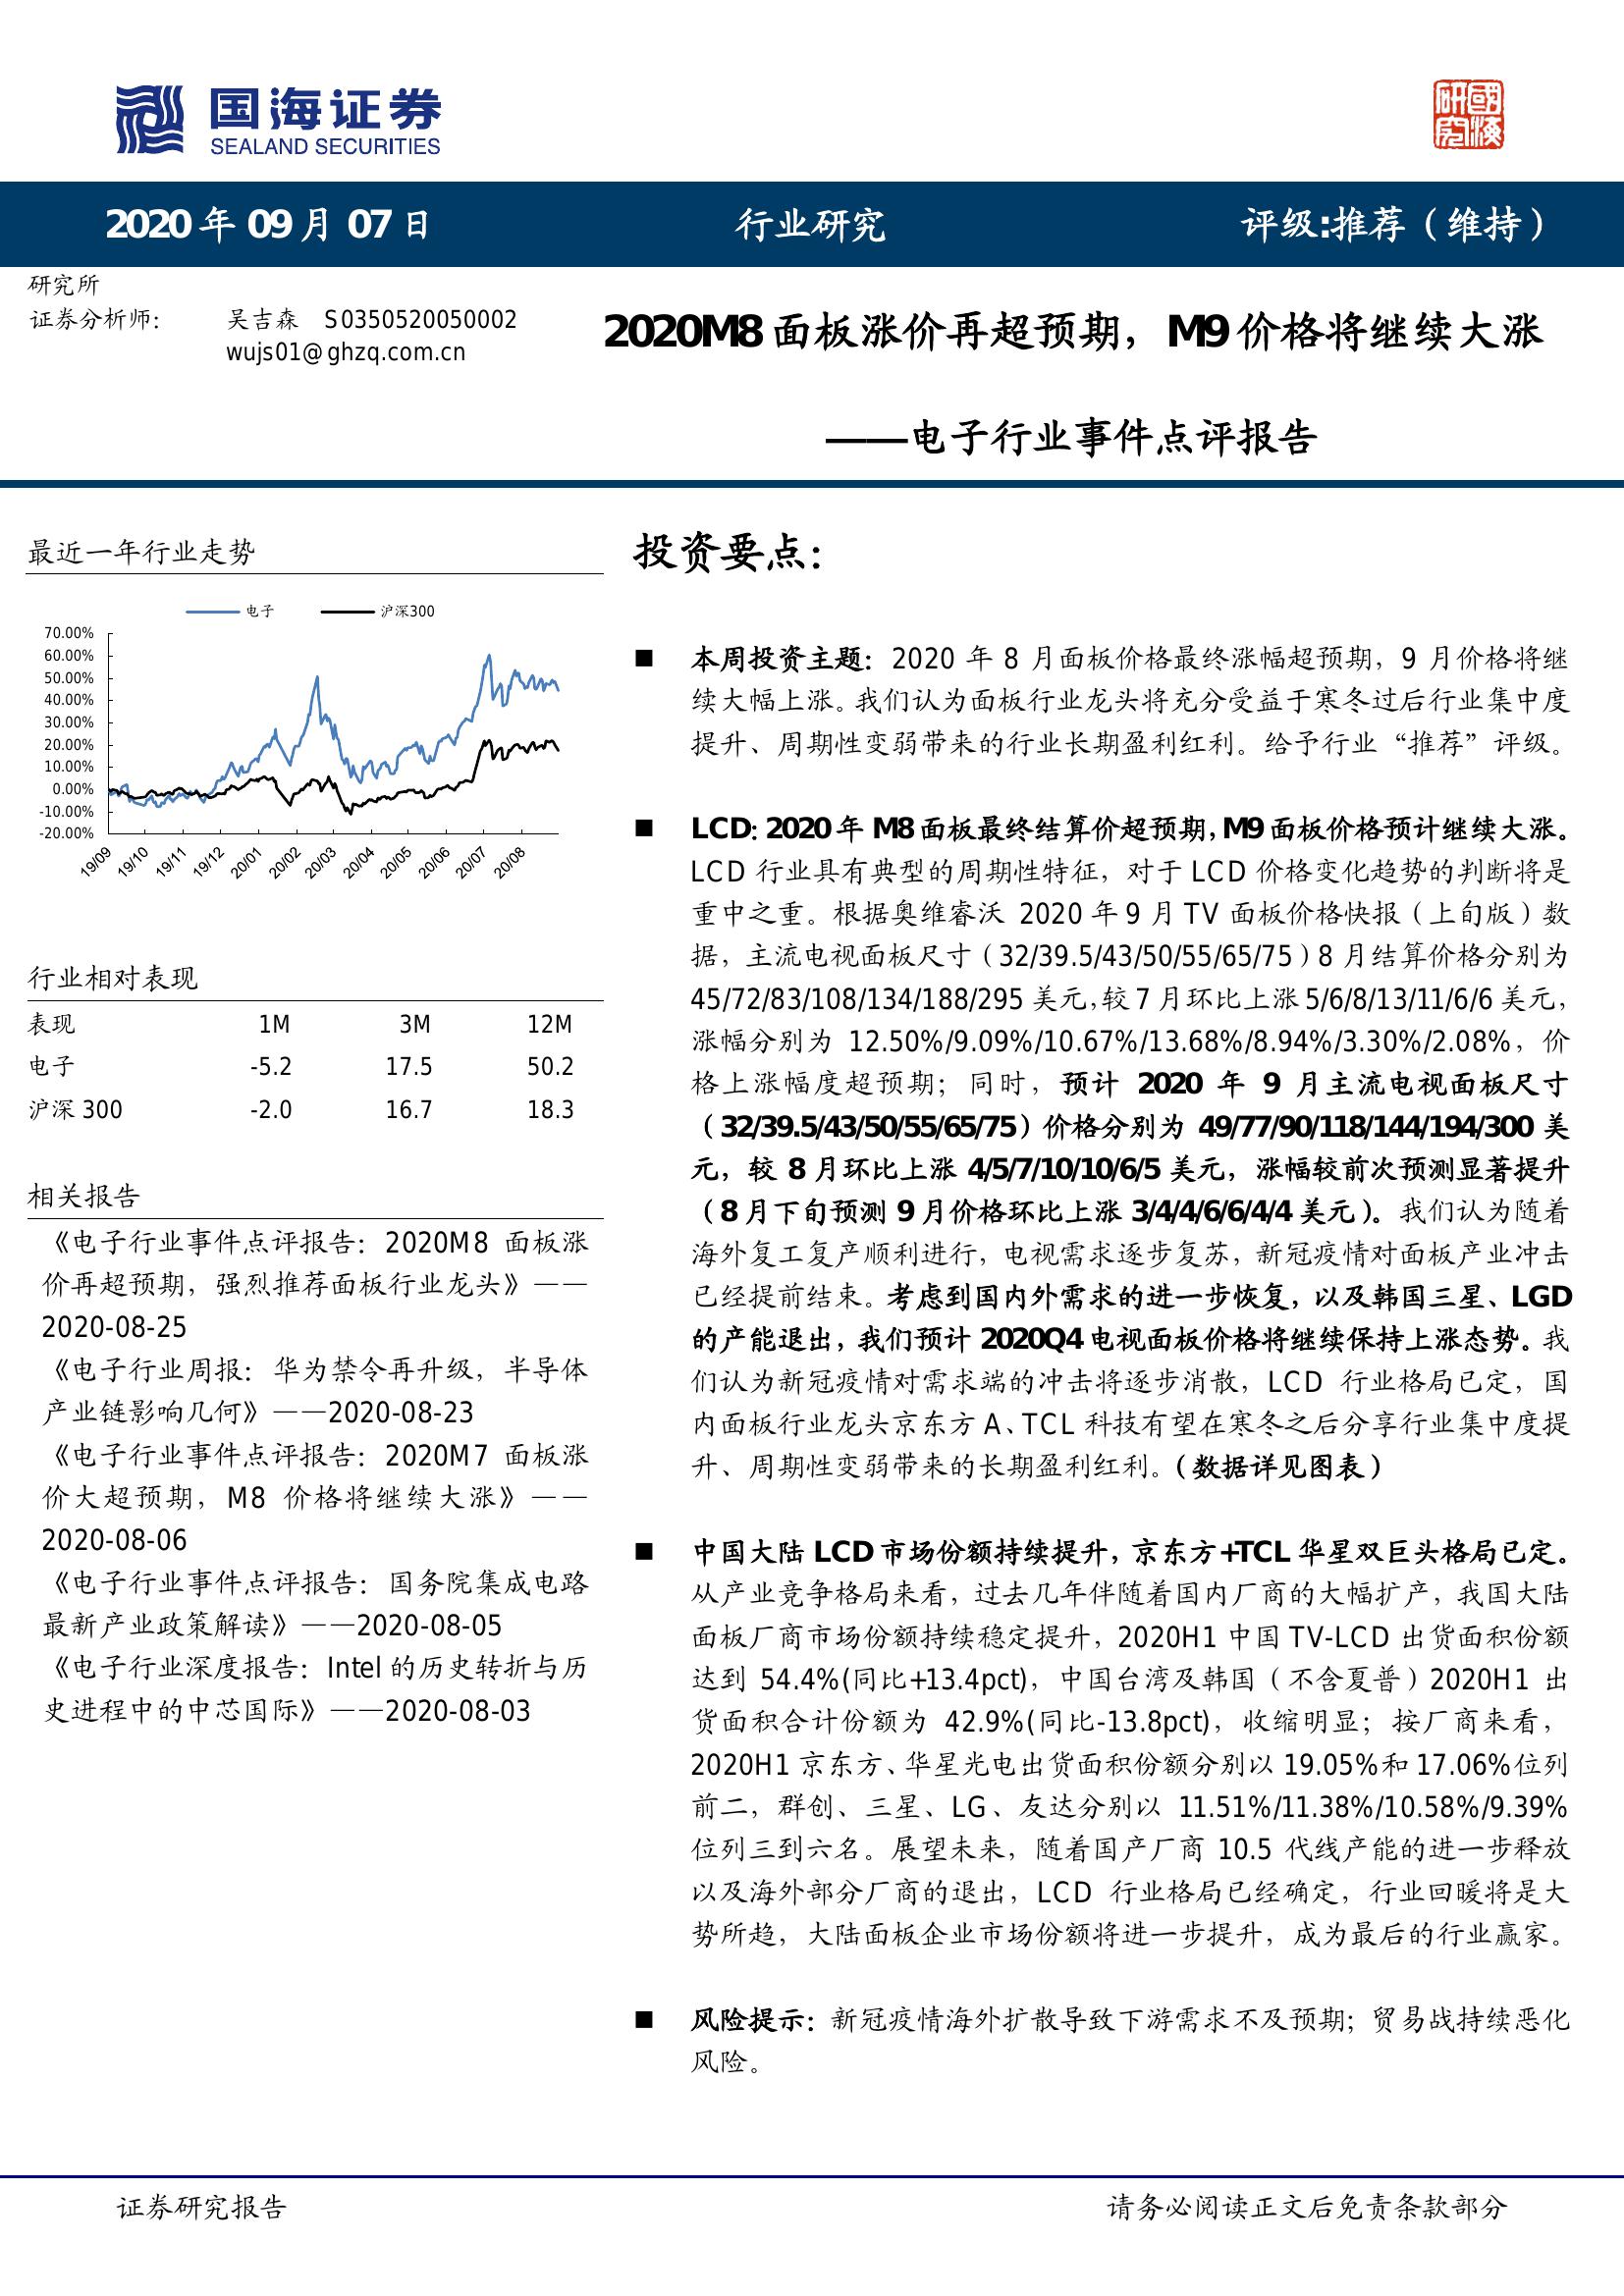 国海证券
SEALAND SECURITIES
研究
國海
2020 年 09 月 07 日
行业研究
评级:推荐（维持）
研究所
证券分析师： 吴吉森 S0350520050002
wujs01@ghzq.com.cn
2020M8 面板涨价再超预期，M9 价格将继续大涨
——电子行业事件点评报告
最近一年行业走势
电子 沪深300
70.00%
60.00%
50.00%
40.00%
30.00%
20.00%
10.00%
0.00%
-10.00%
-20.00%
19/09 19/10 19/11 19/12 20/01 20/02 20/03 20/04 20/05 20/06 20/07 20/08
行业相对表现
表现 1M 3M 12M
电子 -5.2 17.5 50.2
沪深 300 -2.0 16.7 18.3
相关报告
《电子行业事件点评报告：2020M8 面板涨
价再超预期，强烈推荐面板行业龙头》——
2020-08-25
《电子行业周报：华为禁令再升级，半导体
产业链影响几何》——2020-08-23
《电子行业事件点评报告：2020M7 面板涨
价大超预期，M8 价格将继续大涨》——
2020-08-06
《电子行业事件点评报告：国务院集成电路
最新产业政策解读》——2020-08-05
《电子行业深度报告：Intel 的历史转折与历
史进程中的中芯国际》——2020-08-03
投资要点：
■ 本周投资主题：2020 年 8 月面板价格最终涨幅超预期，9 月价格将继
续大幅上涨。我们认为面板行业龙头将充分受益于寒冬过后行业集中度
提升、周期性变弱带来的行业长期盈利红利。给予行业“推荐”评级。
■ LCD：2020 年 M8 面板最终结算价超预期，M9 面板价格预计继续大涨。
LCD 行业具有典型的周期性特征，对于 LCD 价格变化趋势的判断将是
重中之重。根据奥维睿沃 2020 年 9 月 TV 面板价格快报（上旬版）数
据，主流电视面板尺寸（32/39.5/43/50/55/65/75）8 月结算价格分别为
45/72/83/108/134/188/295 美元，较 7 月环比上涨 5/6/8/13/11/6/6 美元，
涨幅分别为 12.50%/9.09%/10.67%/13.68%/8.94%/3.30%/2.08%，价
格上涨幅度超预期；同时，预计 2020 年 9 月主流电视面板尺寸
（32/39.5/43/50/55/65/75）价格分别为 49/77/90/118/144/194/300 美
元，较 8 月环比上涨 4/5/7/10/10/6/5 美元，涨幅较前次预测显著提升
（8 月下旬预测 9 月价格环比上涨 3/4/4/6/6/4/4 美元）。我们认为随着
海外复工复产顺利进行，电视需求逐步复苏，新冠疫情对面板产业冲击
已经提前结束。考虑到国内外需求的进一步恢复，以及韩国三星、LGD
的产能退出，我们预计 2020Q4 电视面板价格将继续保持上涨态势。我
们认为新冠疫情对需求端的冲击将逐步消散，LCD 行业格局已定，国
内面板行业龙头京东方 A、TCL 科技有望在寒冬之后分享行业集中度提
升、周期性变弱带来的长期盈利红利。（数据详见图表）
■ 中国大陆 LCD 市场份额持续提升，京东方+TCL 华星双巨头格局已定。
从产业竞争格局来看，过去几年伴随着国内厂商的大幅扩产，我国大陆
面板厂商市场份额持续稳定提升，2020H1 中国 TV-LCD 出货面积份额
达到 54.4%(同比+13.4pct)，中国台湾及韩国（不含夏普）2020H1 出
货面积合计份额为 42.9%(同比-13.8pct)，收缩明显；按厂商来看，
2020H1 京东方、华星光电出货面积份额分别以 19.05%和 17.06%位列
前二，群创、三星、LG、友达分别以 11.51%/11.38%/10.58%/9.39%
位列三到六名。展望未来，随着国产厂商 10.5 代线产能的进一步释放
以及海外部分厂商的退出，LCD 行业格局已经确定，行业回暖将是大
势所趋，大陆面板企业市场份额将进一步提升，成为最后的行业赢家。
■ 风险提示：新冠疫情海外扩散导致下游需求不及预期；贸易战持续恶化
风险。
证券研究报告
请务必阅读正文后免责条款部分